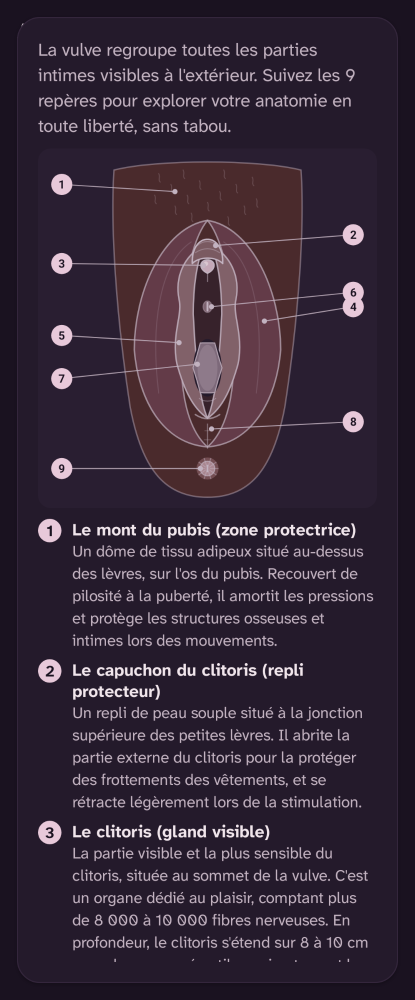 La vulve regroupe toutes les parties
intimes visibles à l'extérieur. Suivez les 9
repères pour explorer votre anatomie en
toute liberté, sans tabou.
1
2
3
6
4
5
7
8
9
1 Le mont du pubis (zone protectrice)
Un dôme de tissu adipeux situé au-dessus
des lèvres, sur l'os du pubis. Recouvert de
pilosité à la puberté, il amortit les pressions
et protège les structures osseuses et
intimes lors des mouvements.
2 Le capuchon du clitoris (repli
protecteur)
Un repli de peau souple situé à la jonction
supérieure des petites lèvres. Il abrite la
partie externe du clitoris pour la protéger
des frottements des vêtements, et se
rétracte légèrement lors de la stimulation.
3 Le clitoris (gland visible)
La partie visible et la plus sensible du
clitoris, située au sommet de la vulve. C'est
un organe dédié au plaisir, comptant plus
de 8 000 à 10 000 fibres nerveuses. En
profondeur, le clitoris s'étend sur 8 à 10 cm